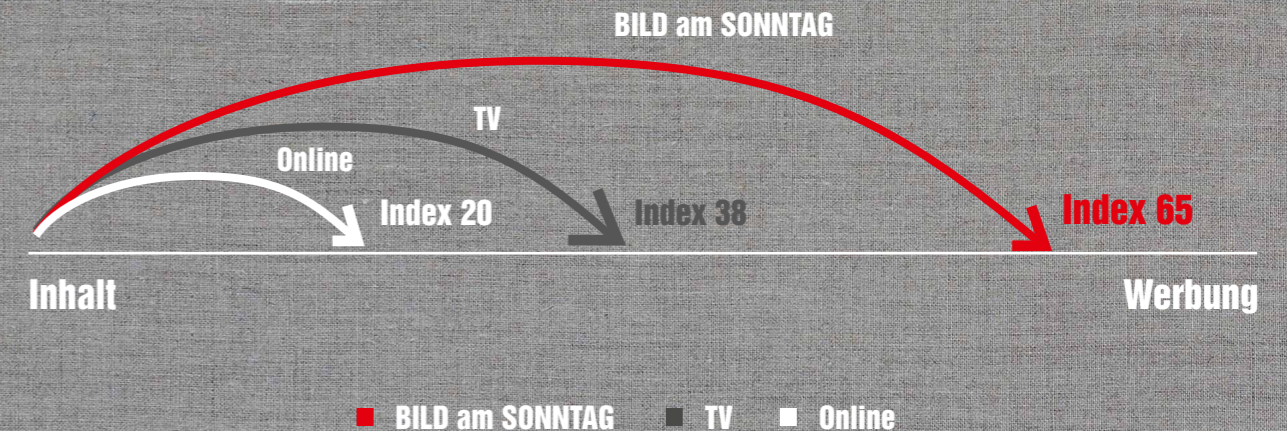 BILD am SONNTAG
TV
Online
Index 20
Index 38
Index 65
Inhalt
Werbung
BILD am SONNTAG
TV
Online